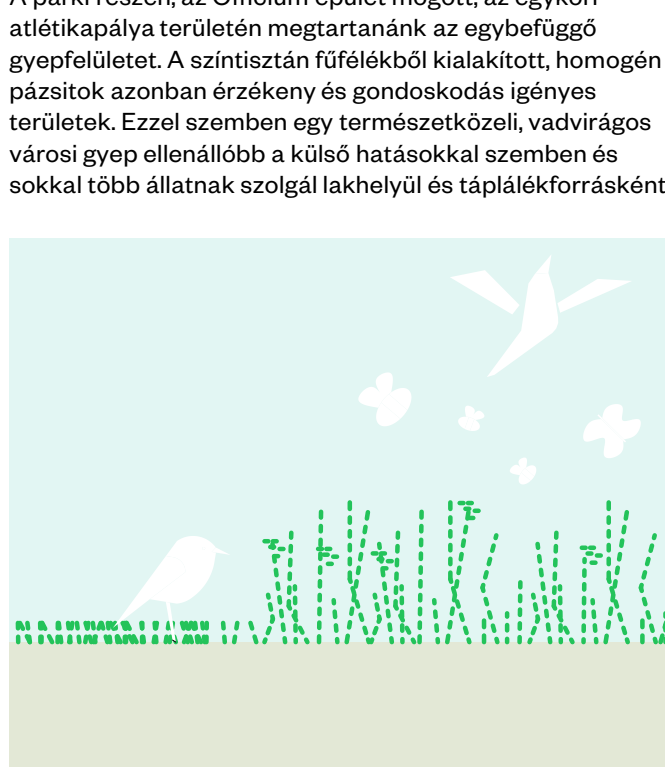 A parki részen, az Omolum épület mögött, az egykori
atlétikapálya területén megtartanánk az egybefüggő
gyepfelületet. A színtisztán fűfélékből kialakított, homogén
pázsitok azonban érzékeny és gondoskodás igényes
területek. Ezzel szemben egy természetközeli, vadvirágos
városi gyep ellenállóbb a külső hatásokkal szemben és
sokkal több állatnak szolgál lakhelyül és táplálékforrásként